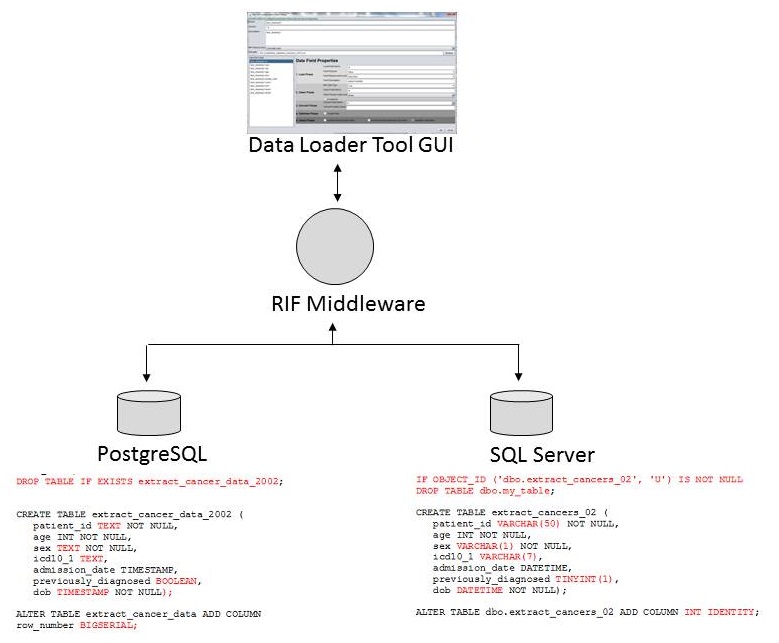 Data Field Properties
Data Loader Tool GUI
RIF Middleware
PostgreSQL
DROP TABLE IF EXISTS extract_cancer_data_2002;
CREATE TABLE extract_cancer_data_2002 (
patient_id TEXT NOT NULL,
age INT NOT NULL,
sex TEXT NOT NULL,
icd10_1 TEXT,
admission_date TIMESTAMP,
previously_diagnosed BOOLEAN,
dob TIMESTAMP NOT NULL);
ALTER TABLE extract_cancer_data ADD COLUMN
row_number BIGSERIAL;
SQL Server
IF OBJECT_ID ('dbo.extract_cancers_02', 'U') IS NOT NULL
DROP TABLE dbo.my_table;
CREATE TABLE extract_cancers_02 (
patient_id VARCHAR(50) NOT NULL,
age INT NOT NULL,
sex VARCHAR(1) NOT NULL,
icd10_1 VARCHAR(7),
admission_date DATETIME,
previously_diagnosed TINYINT(1),
dob DATETIME NOT NULL);
ALTER TABLE dbo.extract_cancers_02 ADD COLUMN INT IDENTITY;